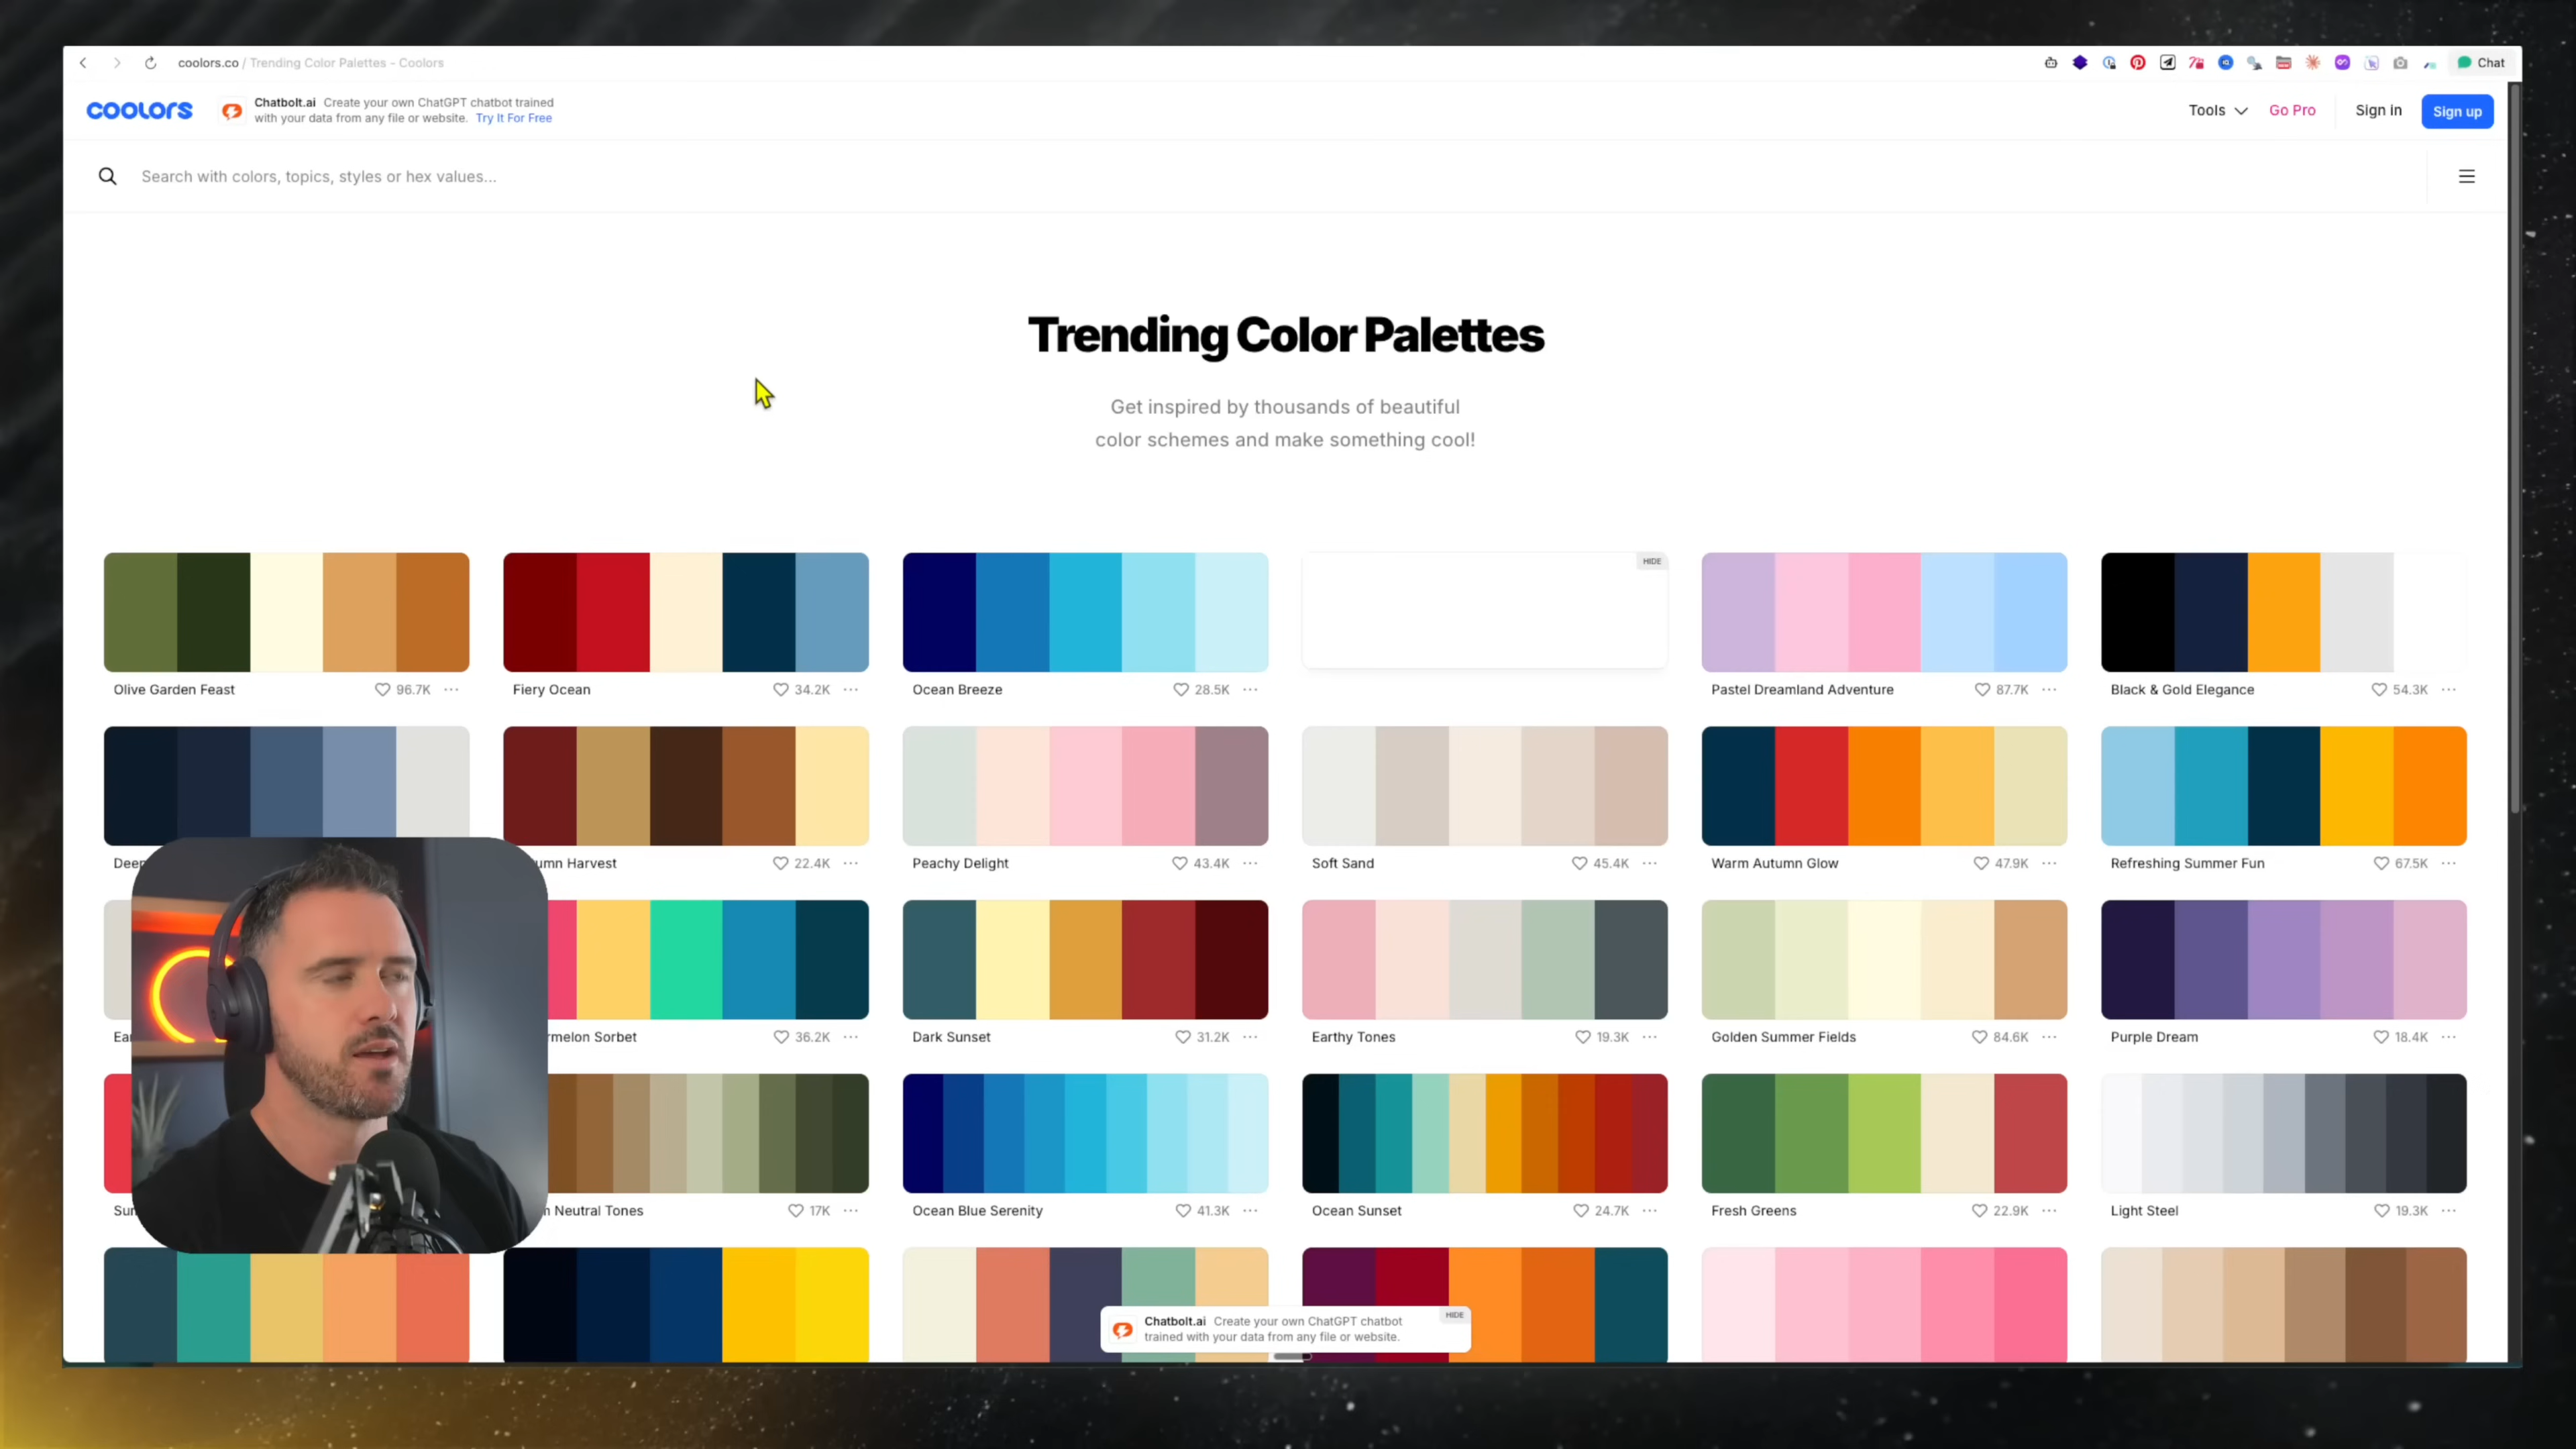 coolors.co / Trending Color Palettes - Coolors
Chat
coolors
Chatbolt.ai Create your own ChatGPT chatbot trained
with your data from any file or website. Try It For Free
Tools
Go Pro
Sign in
Sign up
Search with colors, topics, styles or hex values...
Trending Color Palettes
Get inspired by thousands of beautiful
color schemes and make something cool!
HIDE
Olive Garden Feast 96.7K
Fiery Ocean 34.2K
Ocean Breeze 28.5K
Pastel Dreamland Adventure 87.7K
Black & Gold Elegance 54.3K
Deep
umn Harvest 22.4K
Peachy Delight 43.4K
Soft Sand 45.4K
Warm Autumn Glow 47.9K
Refreshing Summer Fun 67.5K
Ear
rmelon Sorbet 36.2K
Dark Sunset 31.2K
Earthy Tones 19.3K
Golden Summer Fields 84.6K
Purple Dream 18.4K
Sun
Neutral Tones 17K
Ocean Blue Serenity 41.3K
Ocean Sunset 24.7K
Fresh Greens 22.9K
Light Steel 19.3K
Chatbolt.ai Create your own ChatGPT chatbot
trained with your data from any file or website.
HIDE